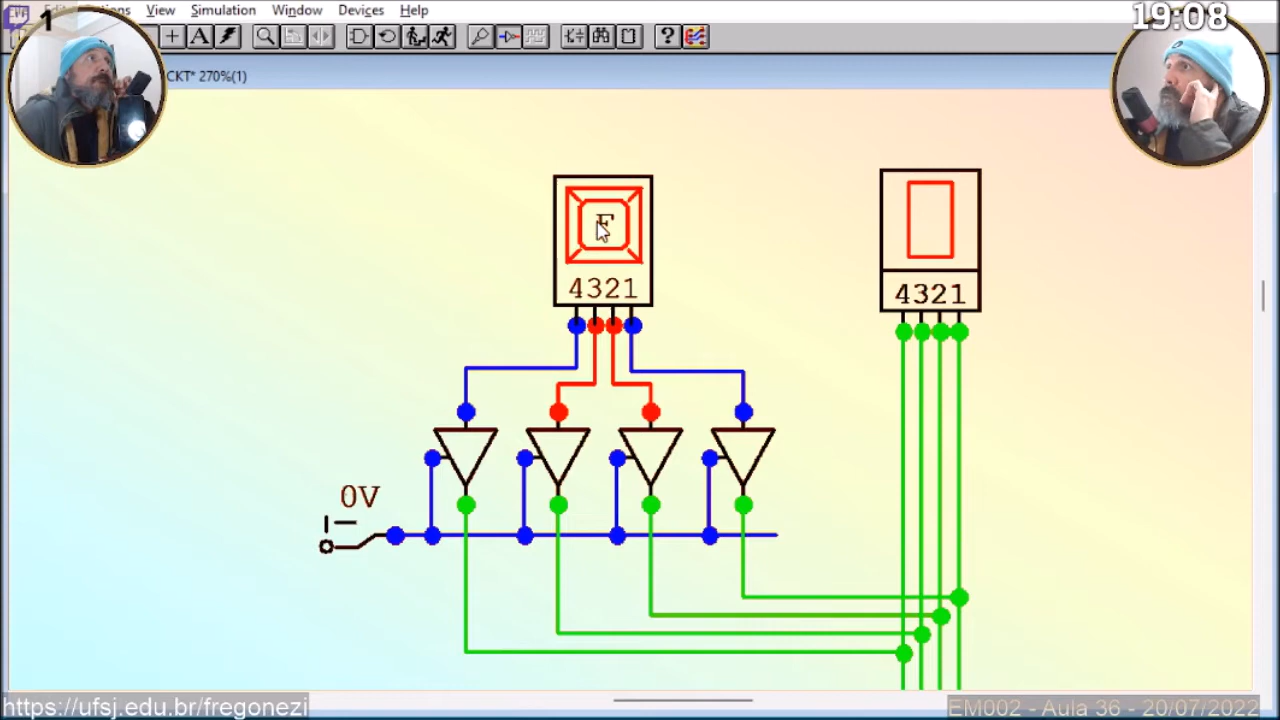 1
Options View Simulation Window Devices Help
19:08
CKT* 270%(1)
F
4321
4321
0V
https://ufsj.edu.br/fregonezi
EM002 - Aula 36 - 20/07/2022